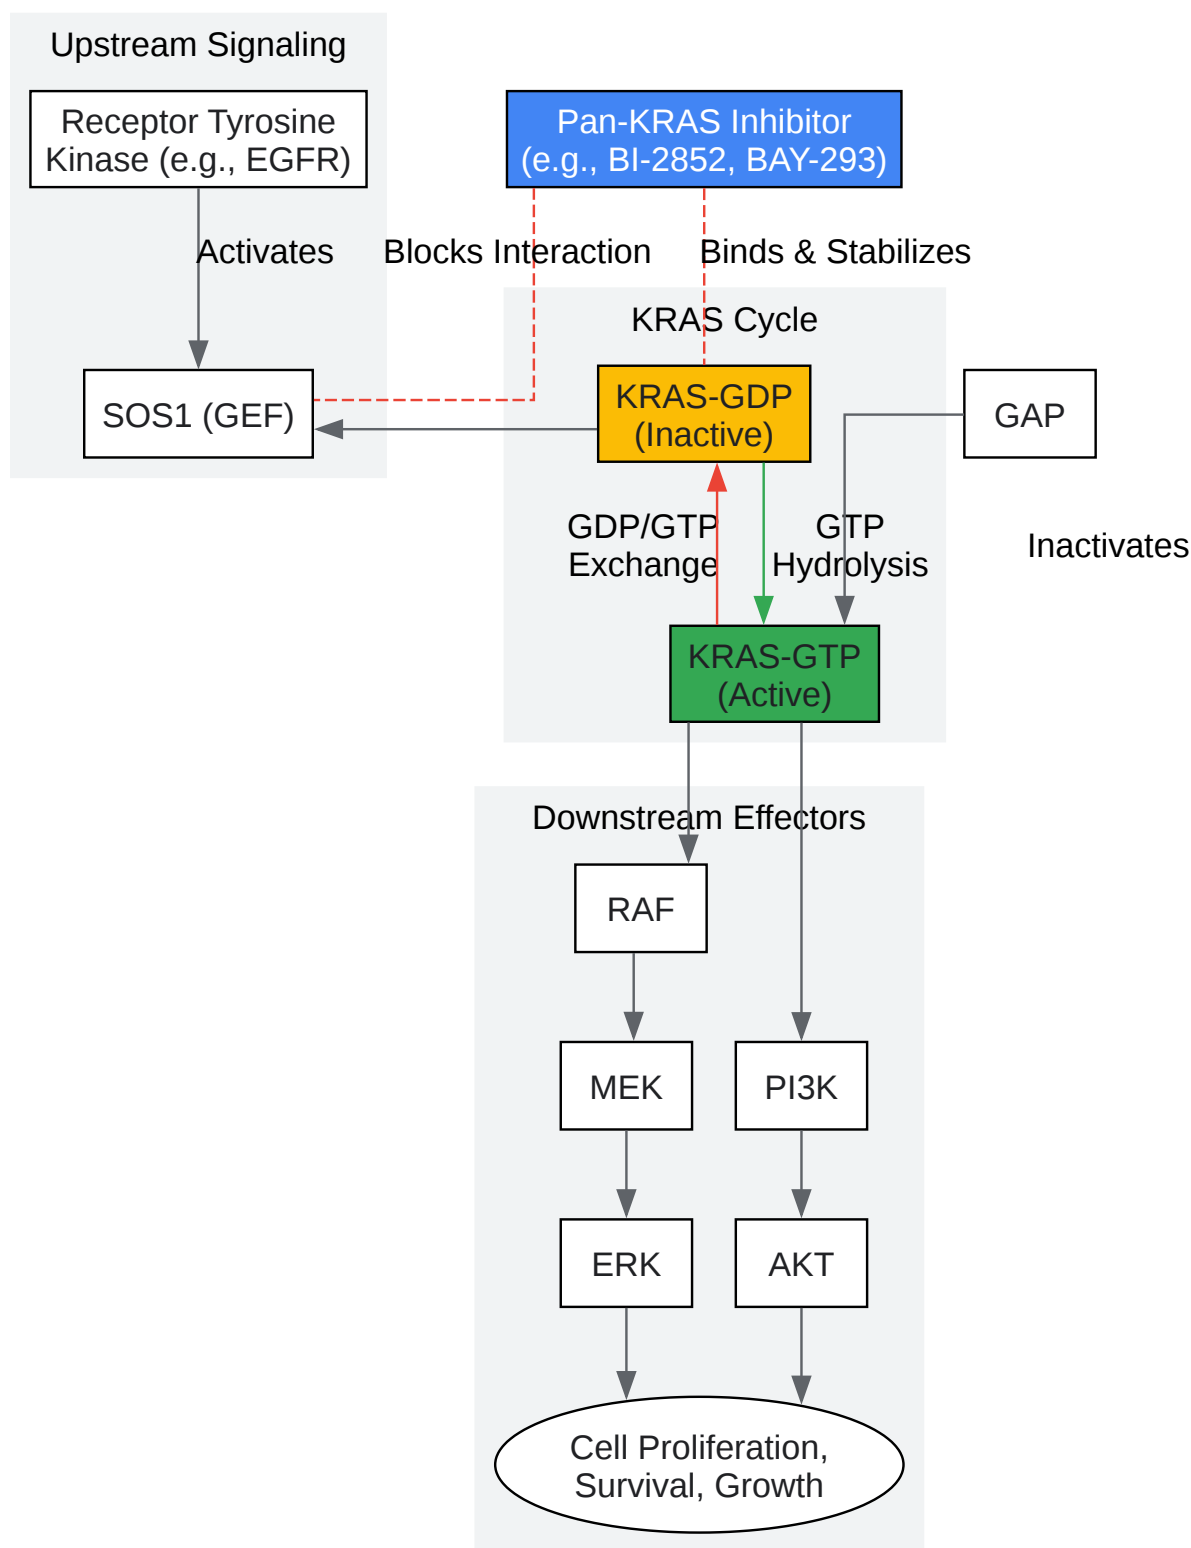 Upstream Signaling
Receptor Tyrosine
Kinase (e.g., EGFR)
Pan-KRAS Inhibitor
(e.g., BI-2852, BAY-293)
Activates
Blocks Interaction
Binds & Stabilizes
KRAS Cycle
SOS1 (GEF)
KRAS-GDP
(Inactive)
GAP
GDP/GTP
Exchange
GTP
Hydrolysis
Inactivates
KRAS-GTP
(Active)
Downstream Effectors
RAF
MEK
PI3K
ERK
AKT
Cell Proliferation,
Survival, Growth